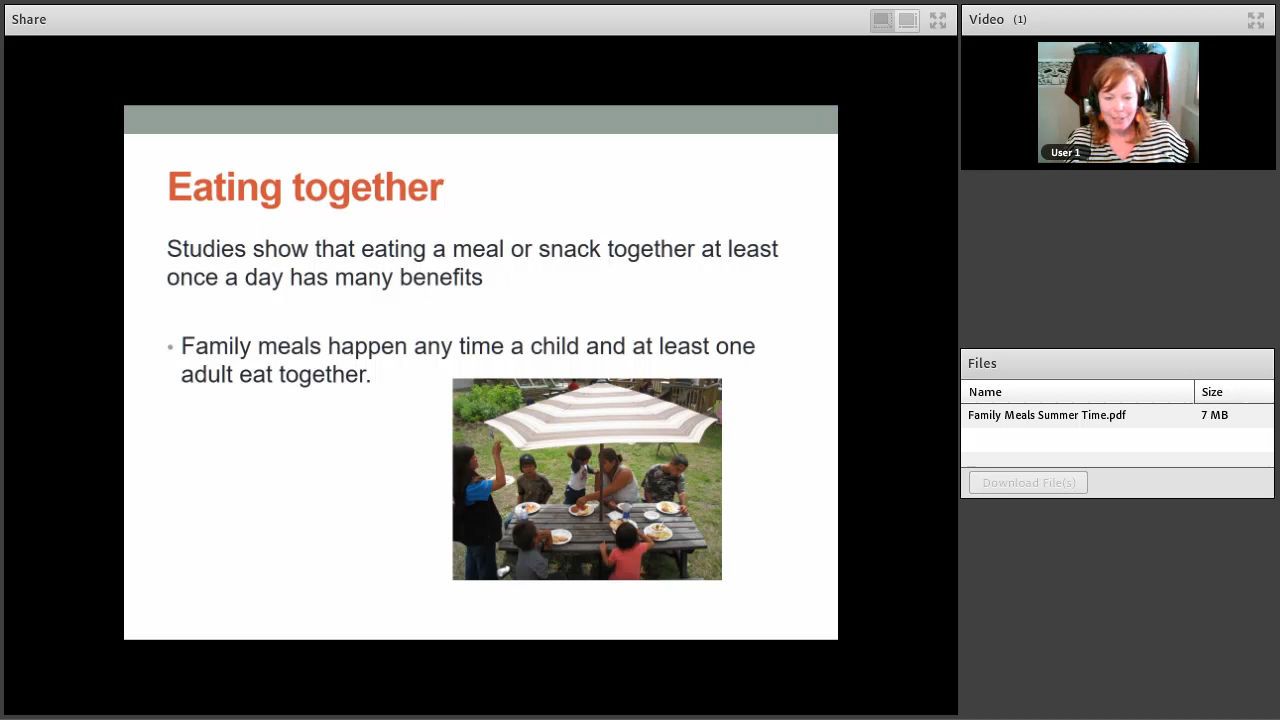 Share
Video (1)
User 1
Eating together
Studies show that eating a meal or snack together at least
once a day has many benefits
• Family meals happen any time a child and at least one
adult eat together.
Files
Name Size
Family Meals Summer Time.pdf 7 MB
Download File(s)